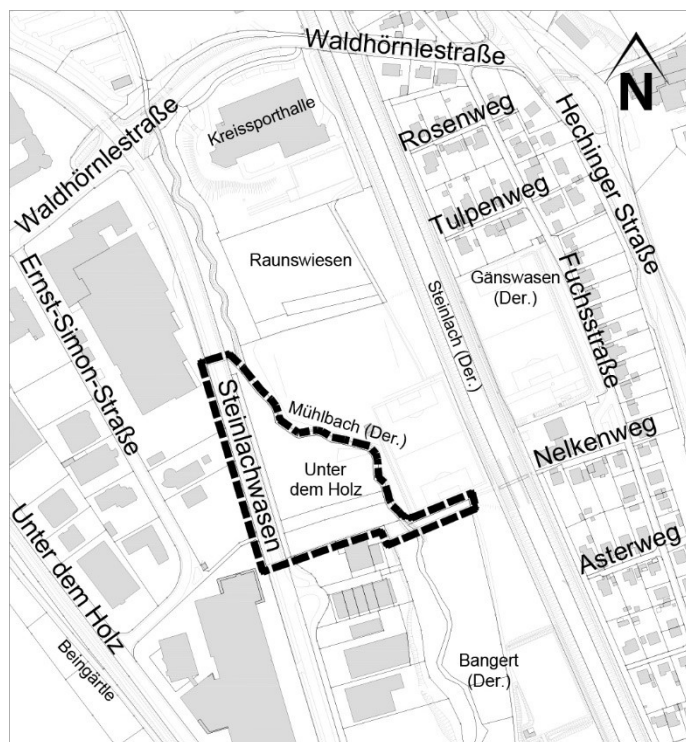 Waldhörnlestraße
N
Kreissporthalle
Rosenweg
Hechinger Straße
Waldhörnlestraße
Tulpenweg
Raunswiesen
Gänswasen
(Der.)
Ernst-Simon-Straße
Steinlach (Der.)
Fuchsstraße
Steinlachwasen
Mühlbach (Der.)
Nelkenweg
Unter
dem Holz
Unter dem Holz
Asterweg
Beingärtle
Bangert
(Der.)